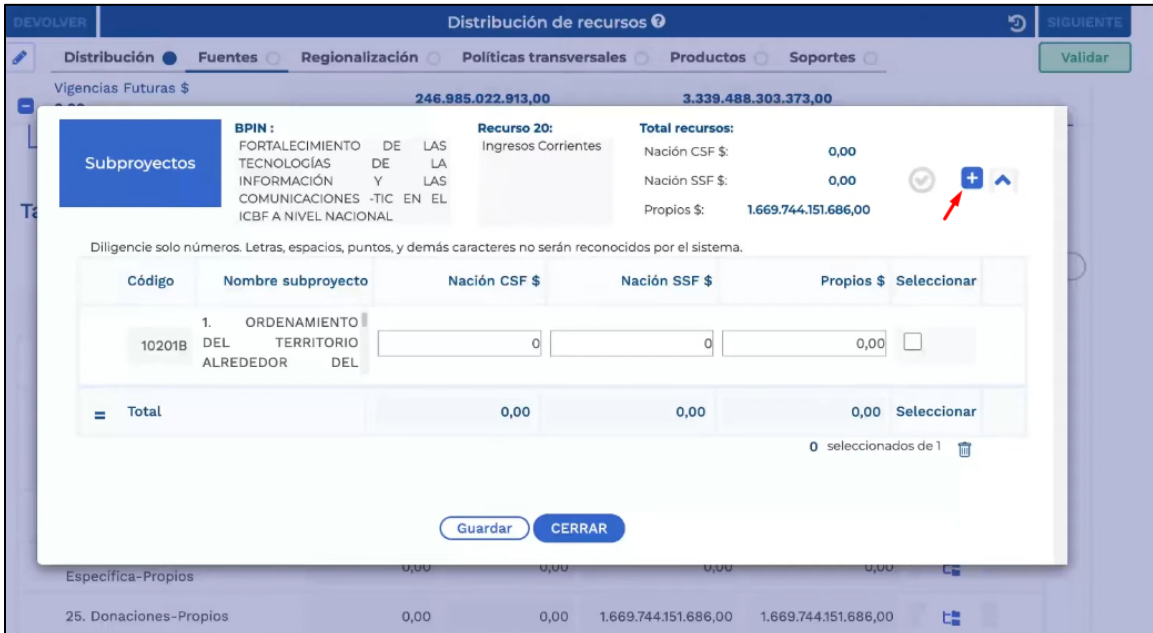 DEVOLVER
Distribución de recursos
SIGUIENTE
Distribución
Fuentes
Regionalización
Políticas transversales
Productos
Soportes
Validar
Vigencias Futuras $
246.985.022.913,00
3.339.488.303.373,00
Subproyectos
BPIN :
FORTALECIMIENTO DE LAS
TECNOLOGÍAS DE LA
INFORMACIÓN Y LAS
COMUNICACIONES -TIC EN EL
ICBF A NIVEL NACIONAL
Recurso 20:
Ingresos Corrientes
Total recursos:
Nación CSF $: 0,00
Nación SSF $: 0,00
Propios $: 1.669.744.151.686,00
Diligencie solo números. Letras, espacios, puntos, y demás caracteres no serán reconocidos por el sistema.
Código Nombre subproyecto Nación CSF $ Nación SSF $ Propios $ Seleccionar
1. ORDENAMIENTO
10201B DEL TERRITORIO 0 0 0,00
ALREDEDOR DEL
= Total 0,00 0,00 0,00 Seleccionar
0 seleccionados de 1
Guardar CERRAR
Específica-Propios 0,00 0,00 0,00 0,00
25. Donaciones-Propios 0,00 0,00 1.669.744.151.686,00 1.669.744.151.686,00